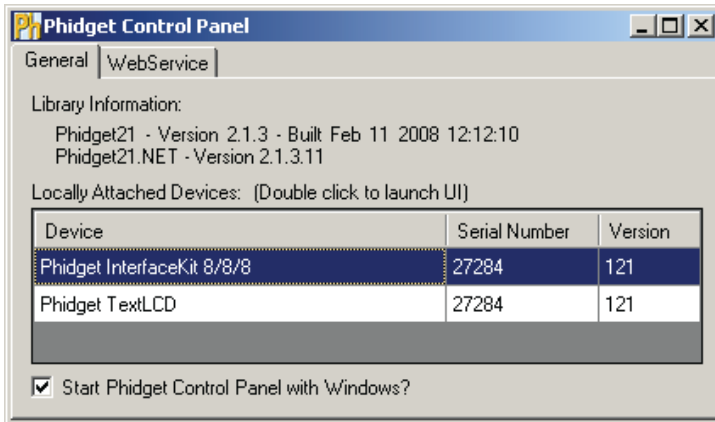 Ph Phidget Control Panel
General WebService
Library Information:
Phidget21 - Version 2.1.3 - Built Feb 11 2008 12:12:10
Phidget21.NET - Version 2.1.3.11
Locally Attached Devices: (Double click to launch UI)
Device Serial Number Version
Phidget InterfaceKit 8/8/8 27284 121
Phidget TextLCD 27284 121
Start Phidget Control Panel with Windows?